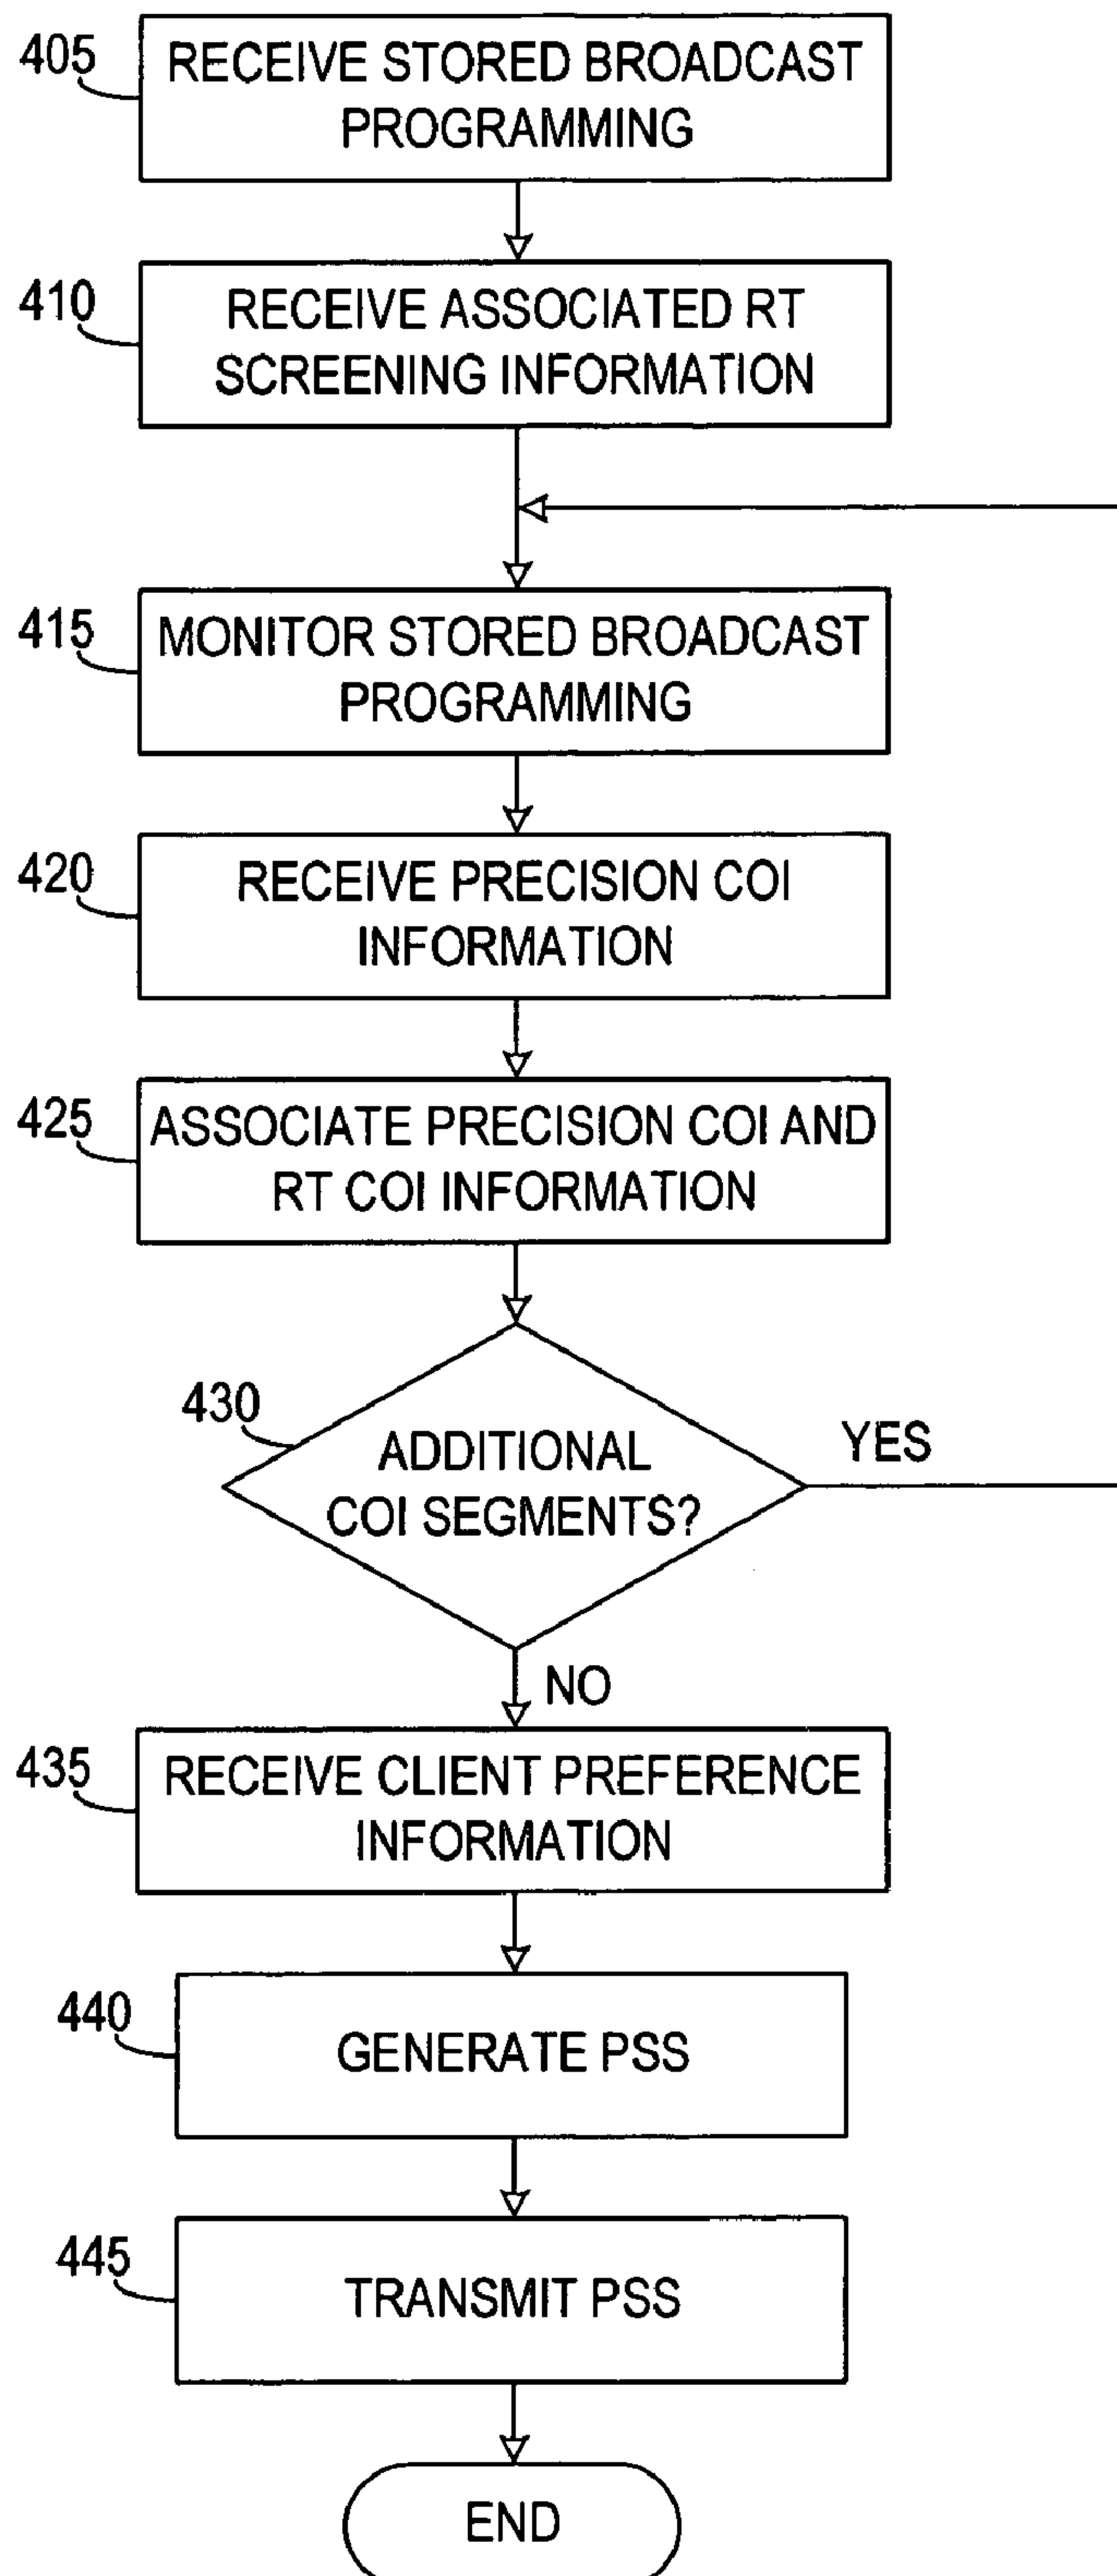 405
RECEIVE STORED BROADCAST
PROGRAMMING
410
RECEIVE ASSOCIATED RT
SCREENING INFORMATION
415
MONITOR STORED BROADCAST
PROGRAMMING
420
RECEIVE PRECISION COI
INFORMATION
425
ASSOCIATE PRECISION COI AND
RT COI INFORMATION
430
ADDITIONAL
COI SEGMENTS?
YES
NO
435
RECEIVE CLIENT PREFERENCE
INFORMATION
440
GENERATE PSS
445
TRANSMIT PSS
END